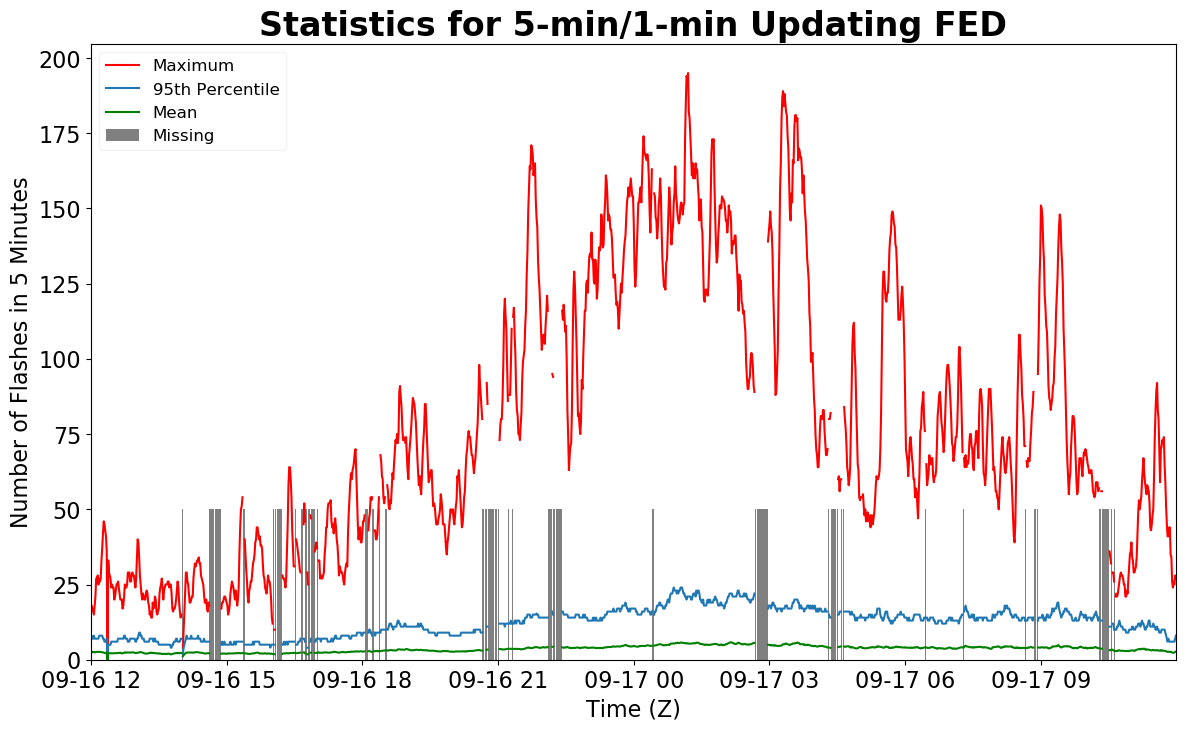 Statistics for 5-min/1-min Updating FED
Number of Flashes in 5 Minutes
200
175
150
125
100
75
50
25
0
Maximum
95th Percentile
Mean
Missing
09-16 12
09-16 15
09-16 18
09-16 21
09-17 00
09-17 03
09-17 06
09-17 09
Time (Z)